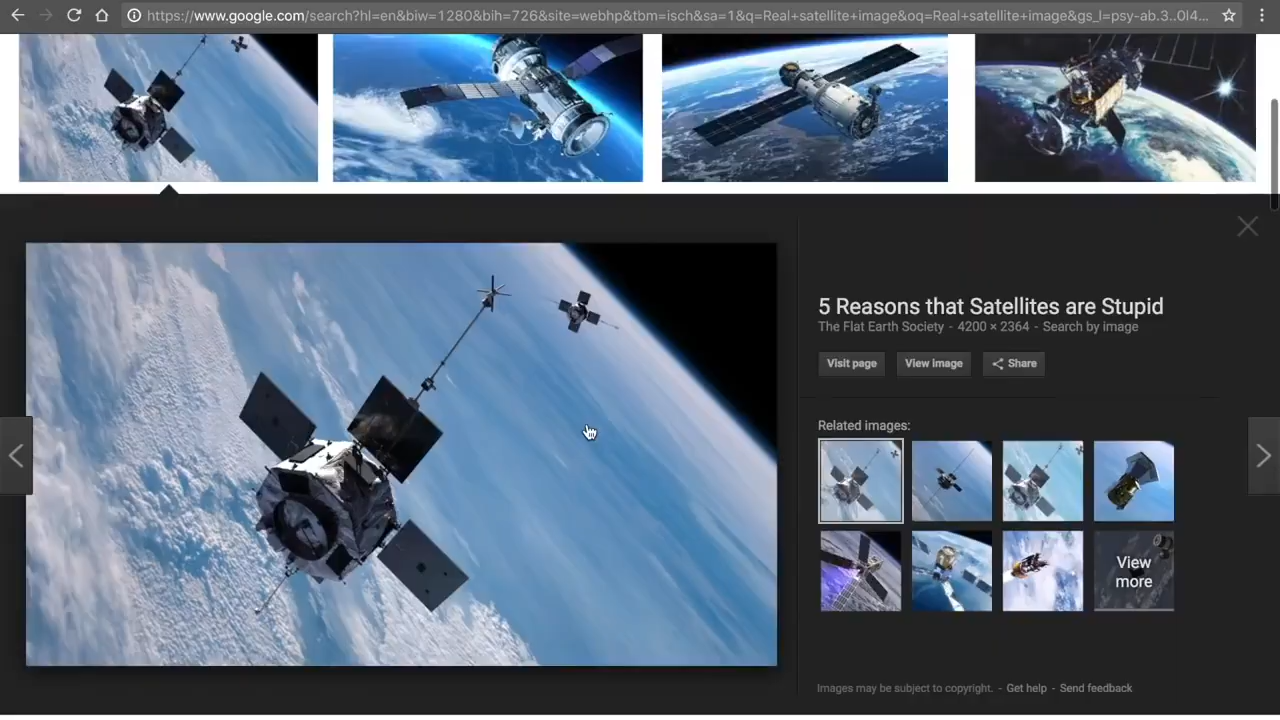 https://www.google.com/search?hl=en&biw=1280&bih=726&site=webhp&tbm=isch&sa=1&q=Real+satellite+image&oq=Real+satellite+image&gs_l=psy-ab.3..0l4...
5 Reasons that Satellites are Stupid
The Flat Earth Society - 4200 × 2364 - Search by image
Visit page
View image
Share
Related images:
View
more
Images may be subject to copyright. - Get help - Send feedback